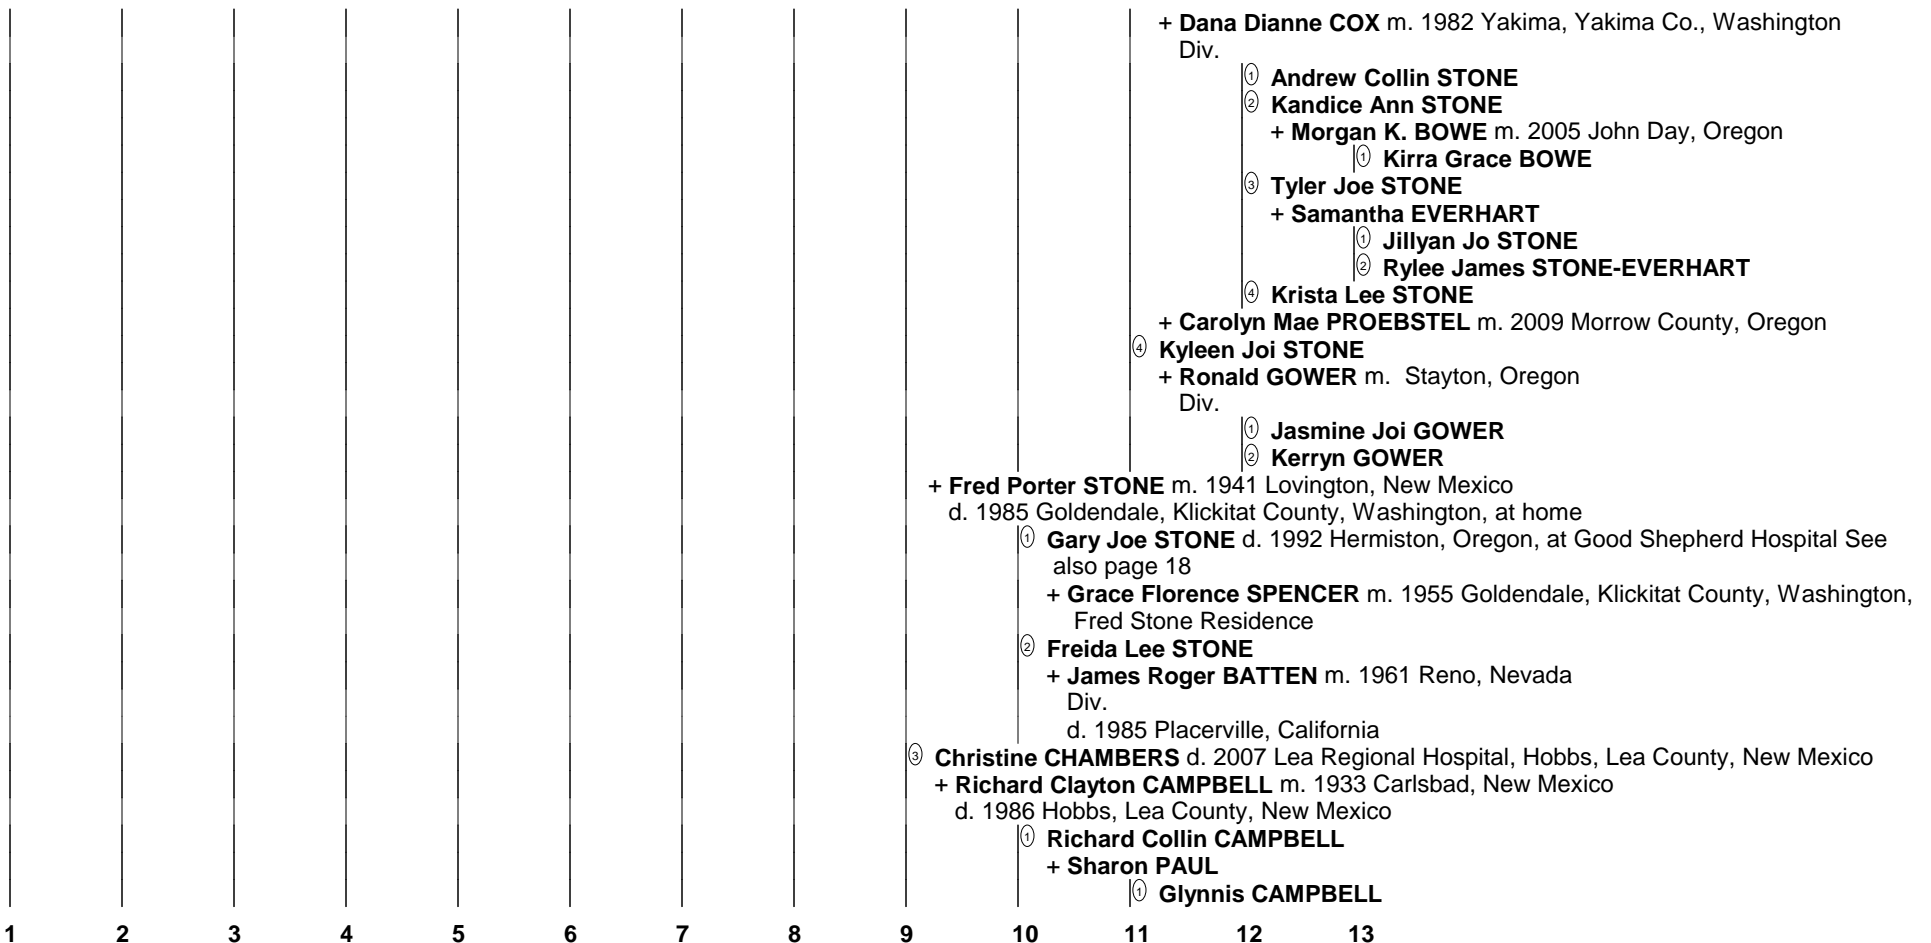 + Dana Dianne COX m. 1982 Yakima, Yakima Co., Washington
Div.
① Andrew Collin STONE
② Kandice Ann STONE
+ Morgan K. BOWE m. 2005 John Day, Oregon
① Kirra Grace BOWE
③ Tyler Joe STONE
+ Samantha EVERHART
① Jillyan Jo STONE
② Rylee James STONE-EVERHART
④ Krista Lee STONE
+ Carolyn Mae PROEBSTEL m. 2009 Morrow County, Oregon
④ Kyleen Joi STONE
+ Ronald GOWER m. Stayton, Oregon
Div.
① Jasmine Joi GOWER
② Kerryn GOWER
+ Fred Porter STONE m. 1941 Lovington, New Mexico
d. 1985 Goldendale, Klickitat County, Washington, at home
① Gary Joe STONE d. 1992 Hermiston, Oregon, at Good Shepherd Hospital See
also page 18
+ Grace Florence SPENCER m. 1955 Goldendale, Klickitat County, Washington,
Fred Stone Residence
② Freida Lee STONE
+ James Roger BATTEN m. 1961 Reno, Nevada
Div.
d. 1985 Placerville, California
③ Christine CHAMBERS d. 2007 Lea Regional Hospital, Hobbs, Lea County, New Mexico
+ Richard Clayton CAMPBELL m. 1933 Carlsbad, New Mexico
d. 1986 Hobbs, Lea County, New Mexico
① Richard Collin CAMPBELL
+ Sharon PAUL
① Glynnis CAMPBELL
1 2 3 4 5 6 7 8 9 10 11 12 13